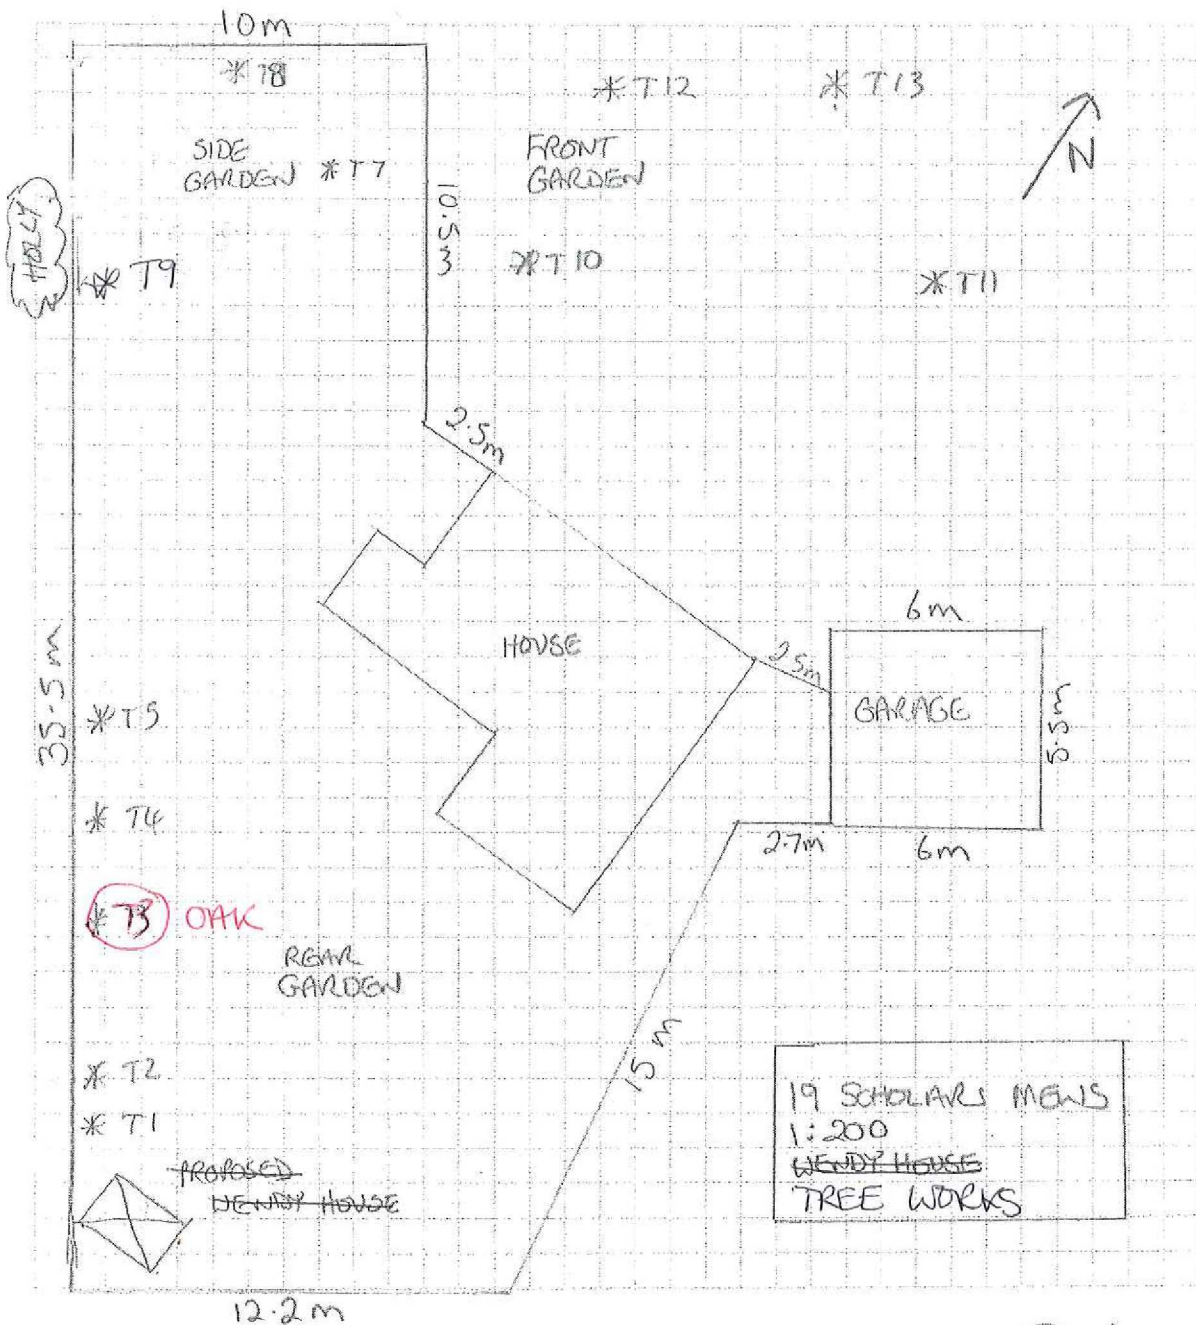 10m
* T8
* T12
* T13
SIDE
GARDEN
* T7
FRONT
GARDEN
N
HOLLY
10.5m
* T9
* T10
* T11
2.5m
HOUSE
6m
2.5m
GARAGE
5.5m
35.5m
* T5
* T4
2.7m
6m
* T3 OAK
REAR
GARDEN
15m
* T2
* T1
PROPOSED
WENDY HOUSE
19 SCHOLARS MEWS
1:200
WENDY HOUSE
TREE WORKS
12.2m